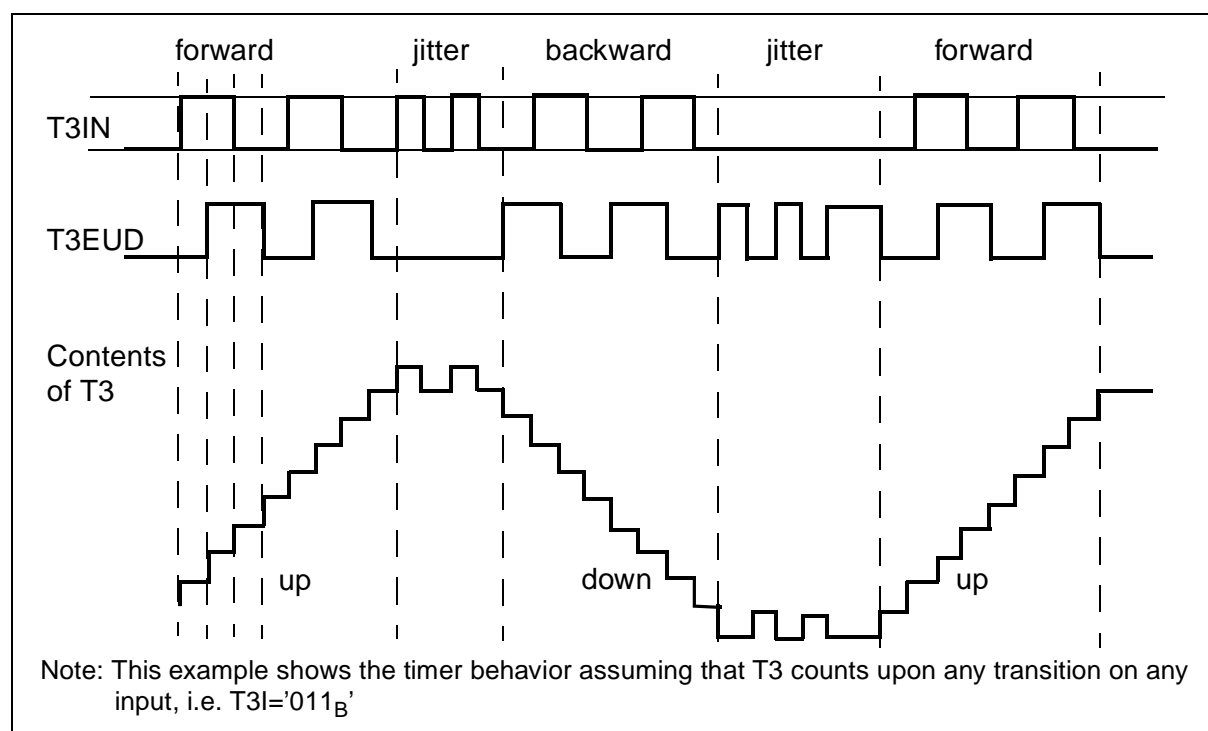 forward jitter backward jitter forward
T3IN
T3EUD
Contents
of T3
up down up
Note: This example shows the timer behavior assuming that T3 counts upon any transition on any
input, i.e. T3I='011B'